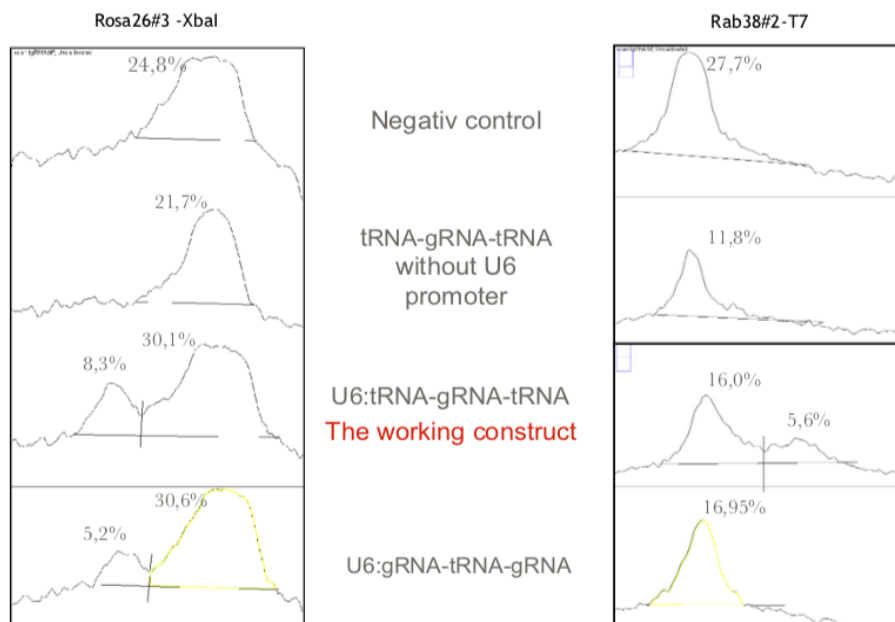 Rosa26#3 -XbaI
Rab38#2-T7
24,8%
Negativ control
27,7%
21,7%
tRNA-gRNA-tRNA
without U6
promoter
11,8%
8,3%
30,1%
U6:tRNA-gRNA-tRNA
The working construct
16,0%
5,6%
5,2%
30,6%
U6:gRNA-tRNA-gRNA
16,95%